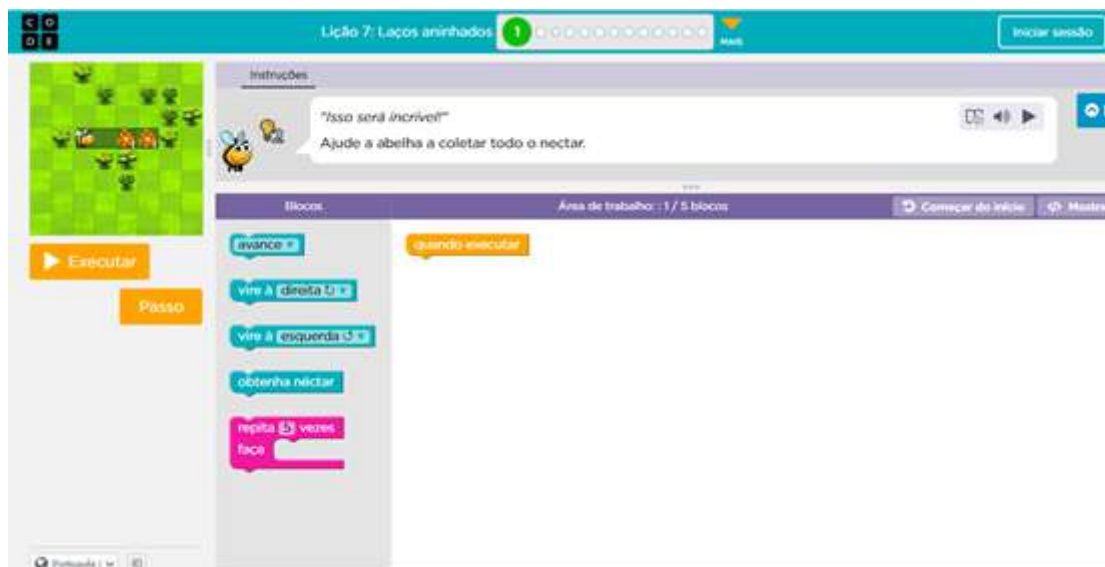 C O
D E
Lição 7: Laços aninhados
1
MAIS
Iniciar sessão
Instruções
"Isso será incrível!"
Ajude a abelha a coletar todo o nectar.
Blocos
Área de trabalho: : 1 / 5 blocos
Começar do início
avance
quando executar
Executar
vire à direita
Passo
vire à esquerda
obtenha néctar
repita 5 vezes
faça
Português